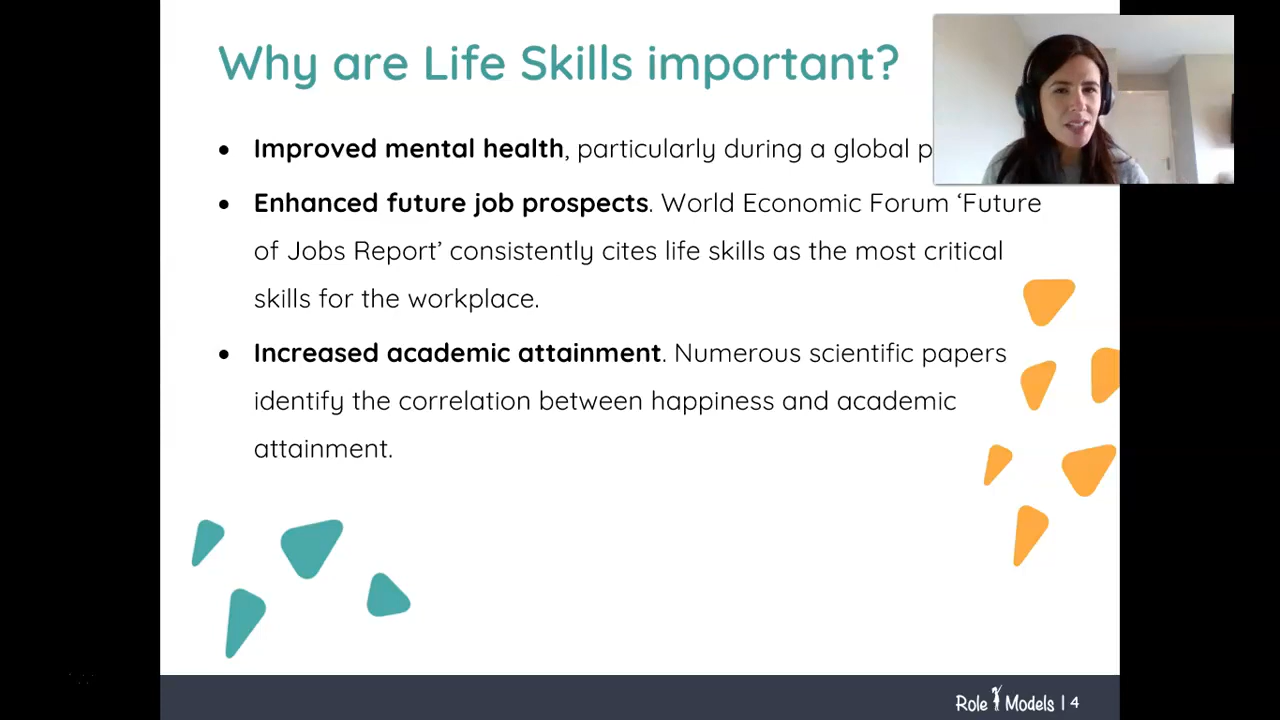 Why are Life Skills important?
• Improved mental health, particularly during a global
• Enhanced future job prospects. World Economic Forum ‘Future
of Jobs Report’ consistently cites life skills as the most critical
skills for the workplace.
• Increased academic attainment. Numerous scientific papers
identify the correlation between happiness and academic
attainment.
Role Models | 4